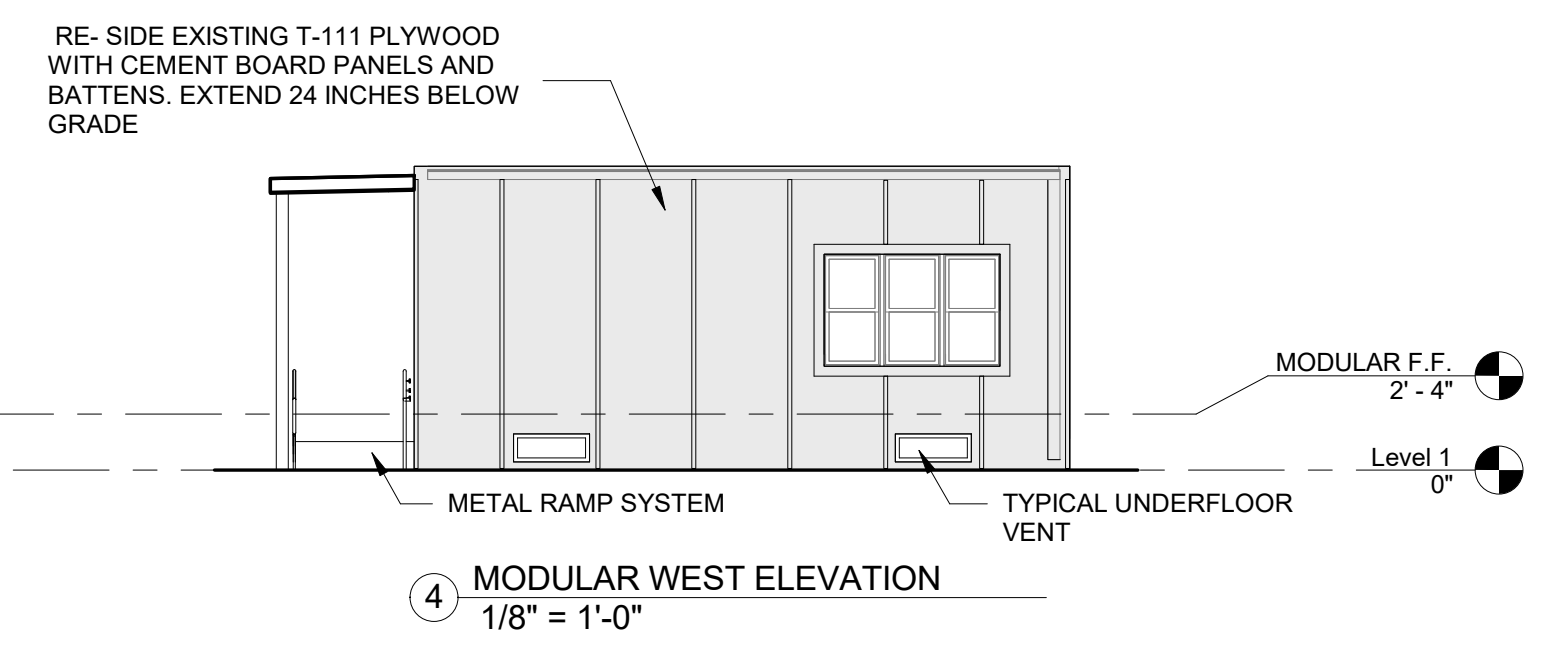 RE- SIDE EXISTING T-111 PLYWOOD
WITH CEMENT BOARD PANELS AND
BATTENS. EXTEND 24 INCHES BELOW
GRADE
MODULAR F.F.
2' - 4"
Level 1
0"
METAL RAMP SYSTEM
TYPICAL UNDERFLOOR
VENT
4
MODULAR WEST ELEVATION
1/8" = 1'-0"